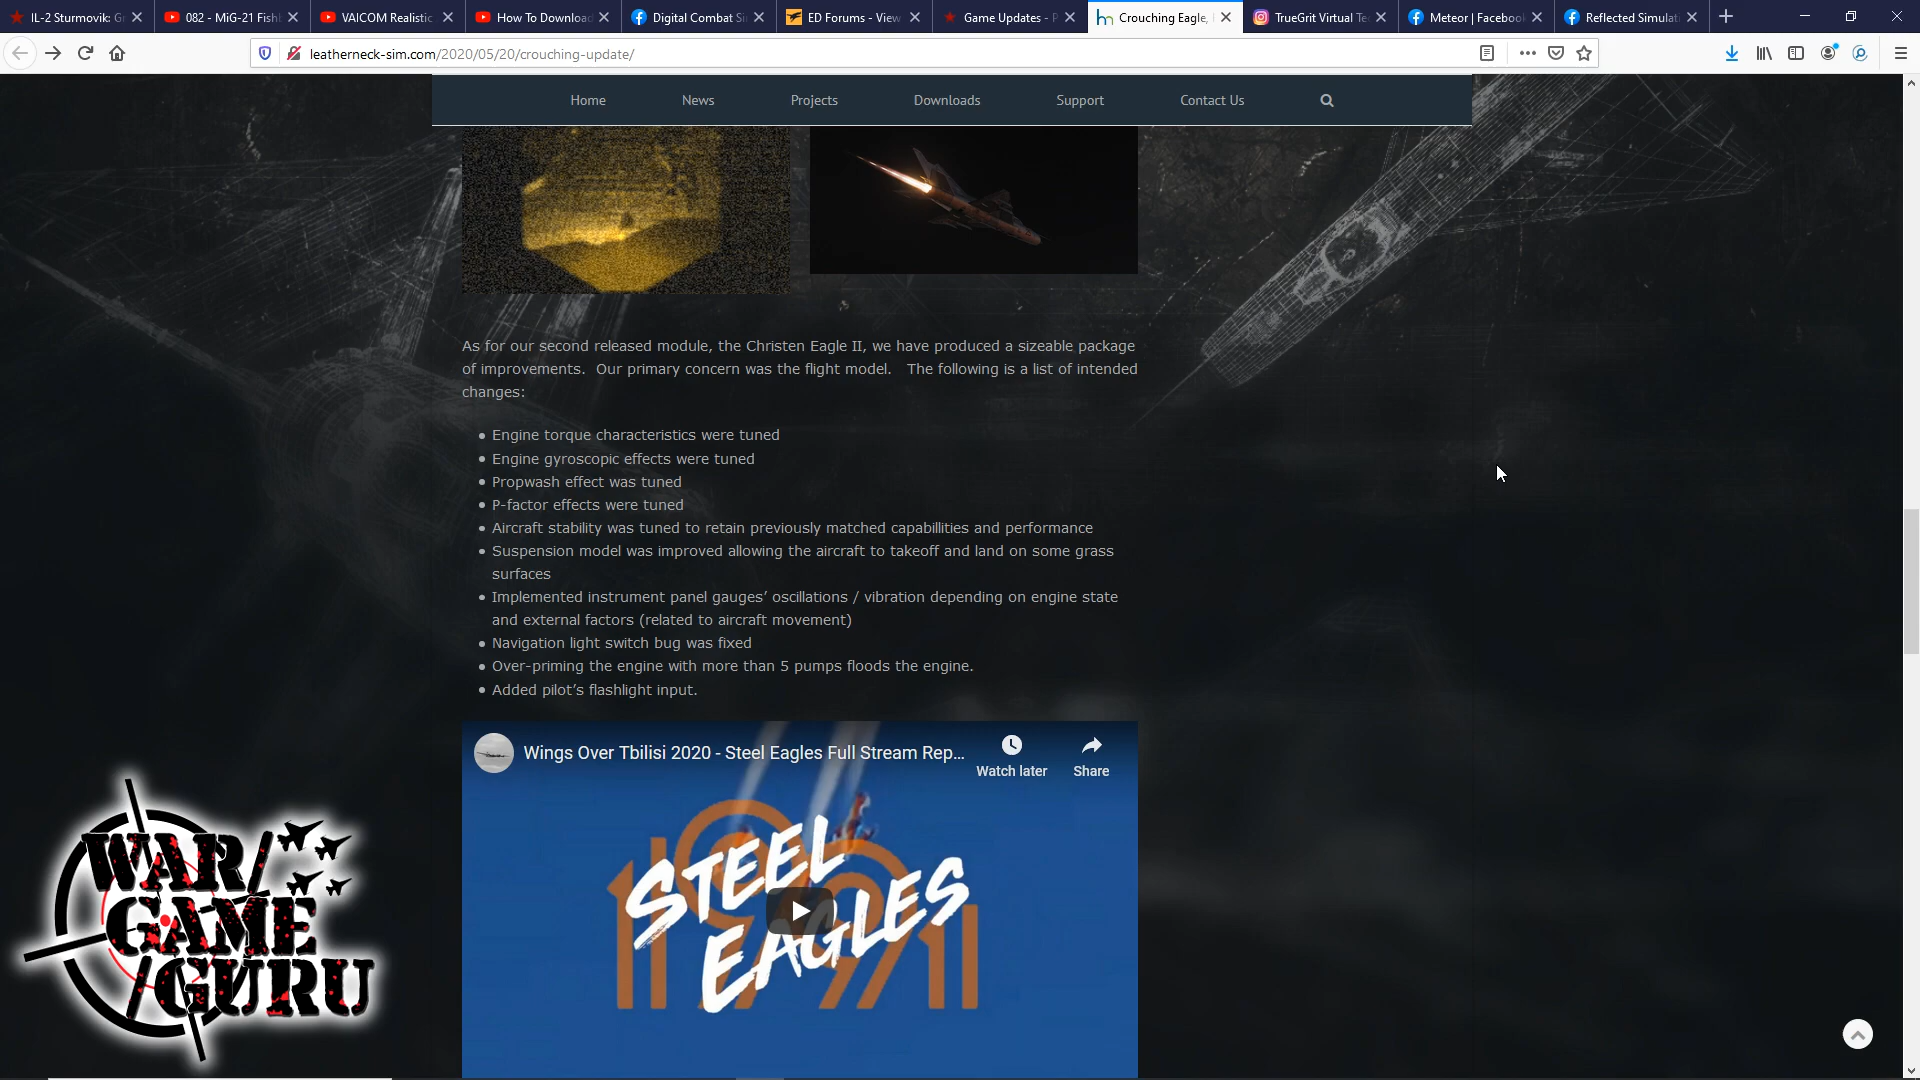 IL-2 Sturmovik: G
082 - MiG-21 Fish
VAICOM Realistic
How To Download
Digital Combat Si
ED Forums - View
Game Updates - P
Crouching Eagle,
TrueGrit Virtual Te
Meteor | Facebook
Reflected Simulati
leatherneck-sim.com/2020/05/20/crouching-update/
Home News Projects Downloads Support Contact Us
As for our second released module, the Christen Eagle II, we have produced a sizeable package
of improvements. Our primary concern was the flight model. The following is a list of intended
changes:
• Engine torque characteristics were tuned
• Engine gyroscopic effects were tuned
• Propwash effect was tuned
• P-factor effects were tuned
• Aircraft stability was tuned to retain previously matched capabillities and performance
• Suspension model was improved allowing the aircraft to takeoff and land on some grass
surfaces
• Implemented instrument panel gauges’ oscillations / vibration depending on engine state
and external factors (related to aircraft movement)
• Navigation light switch bug was fixed
• Over-priming the engine with more than 5 pumps floods the engine.
• Added pilot’s flashlight input.
Wings Over Tbilisi 2020 - Steel Eagles Full Stream Rep...
Watch later
Share
STEEL
EAGLES
WAR/
GAME
/GURU